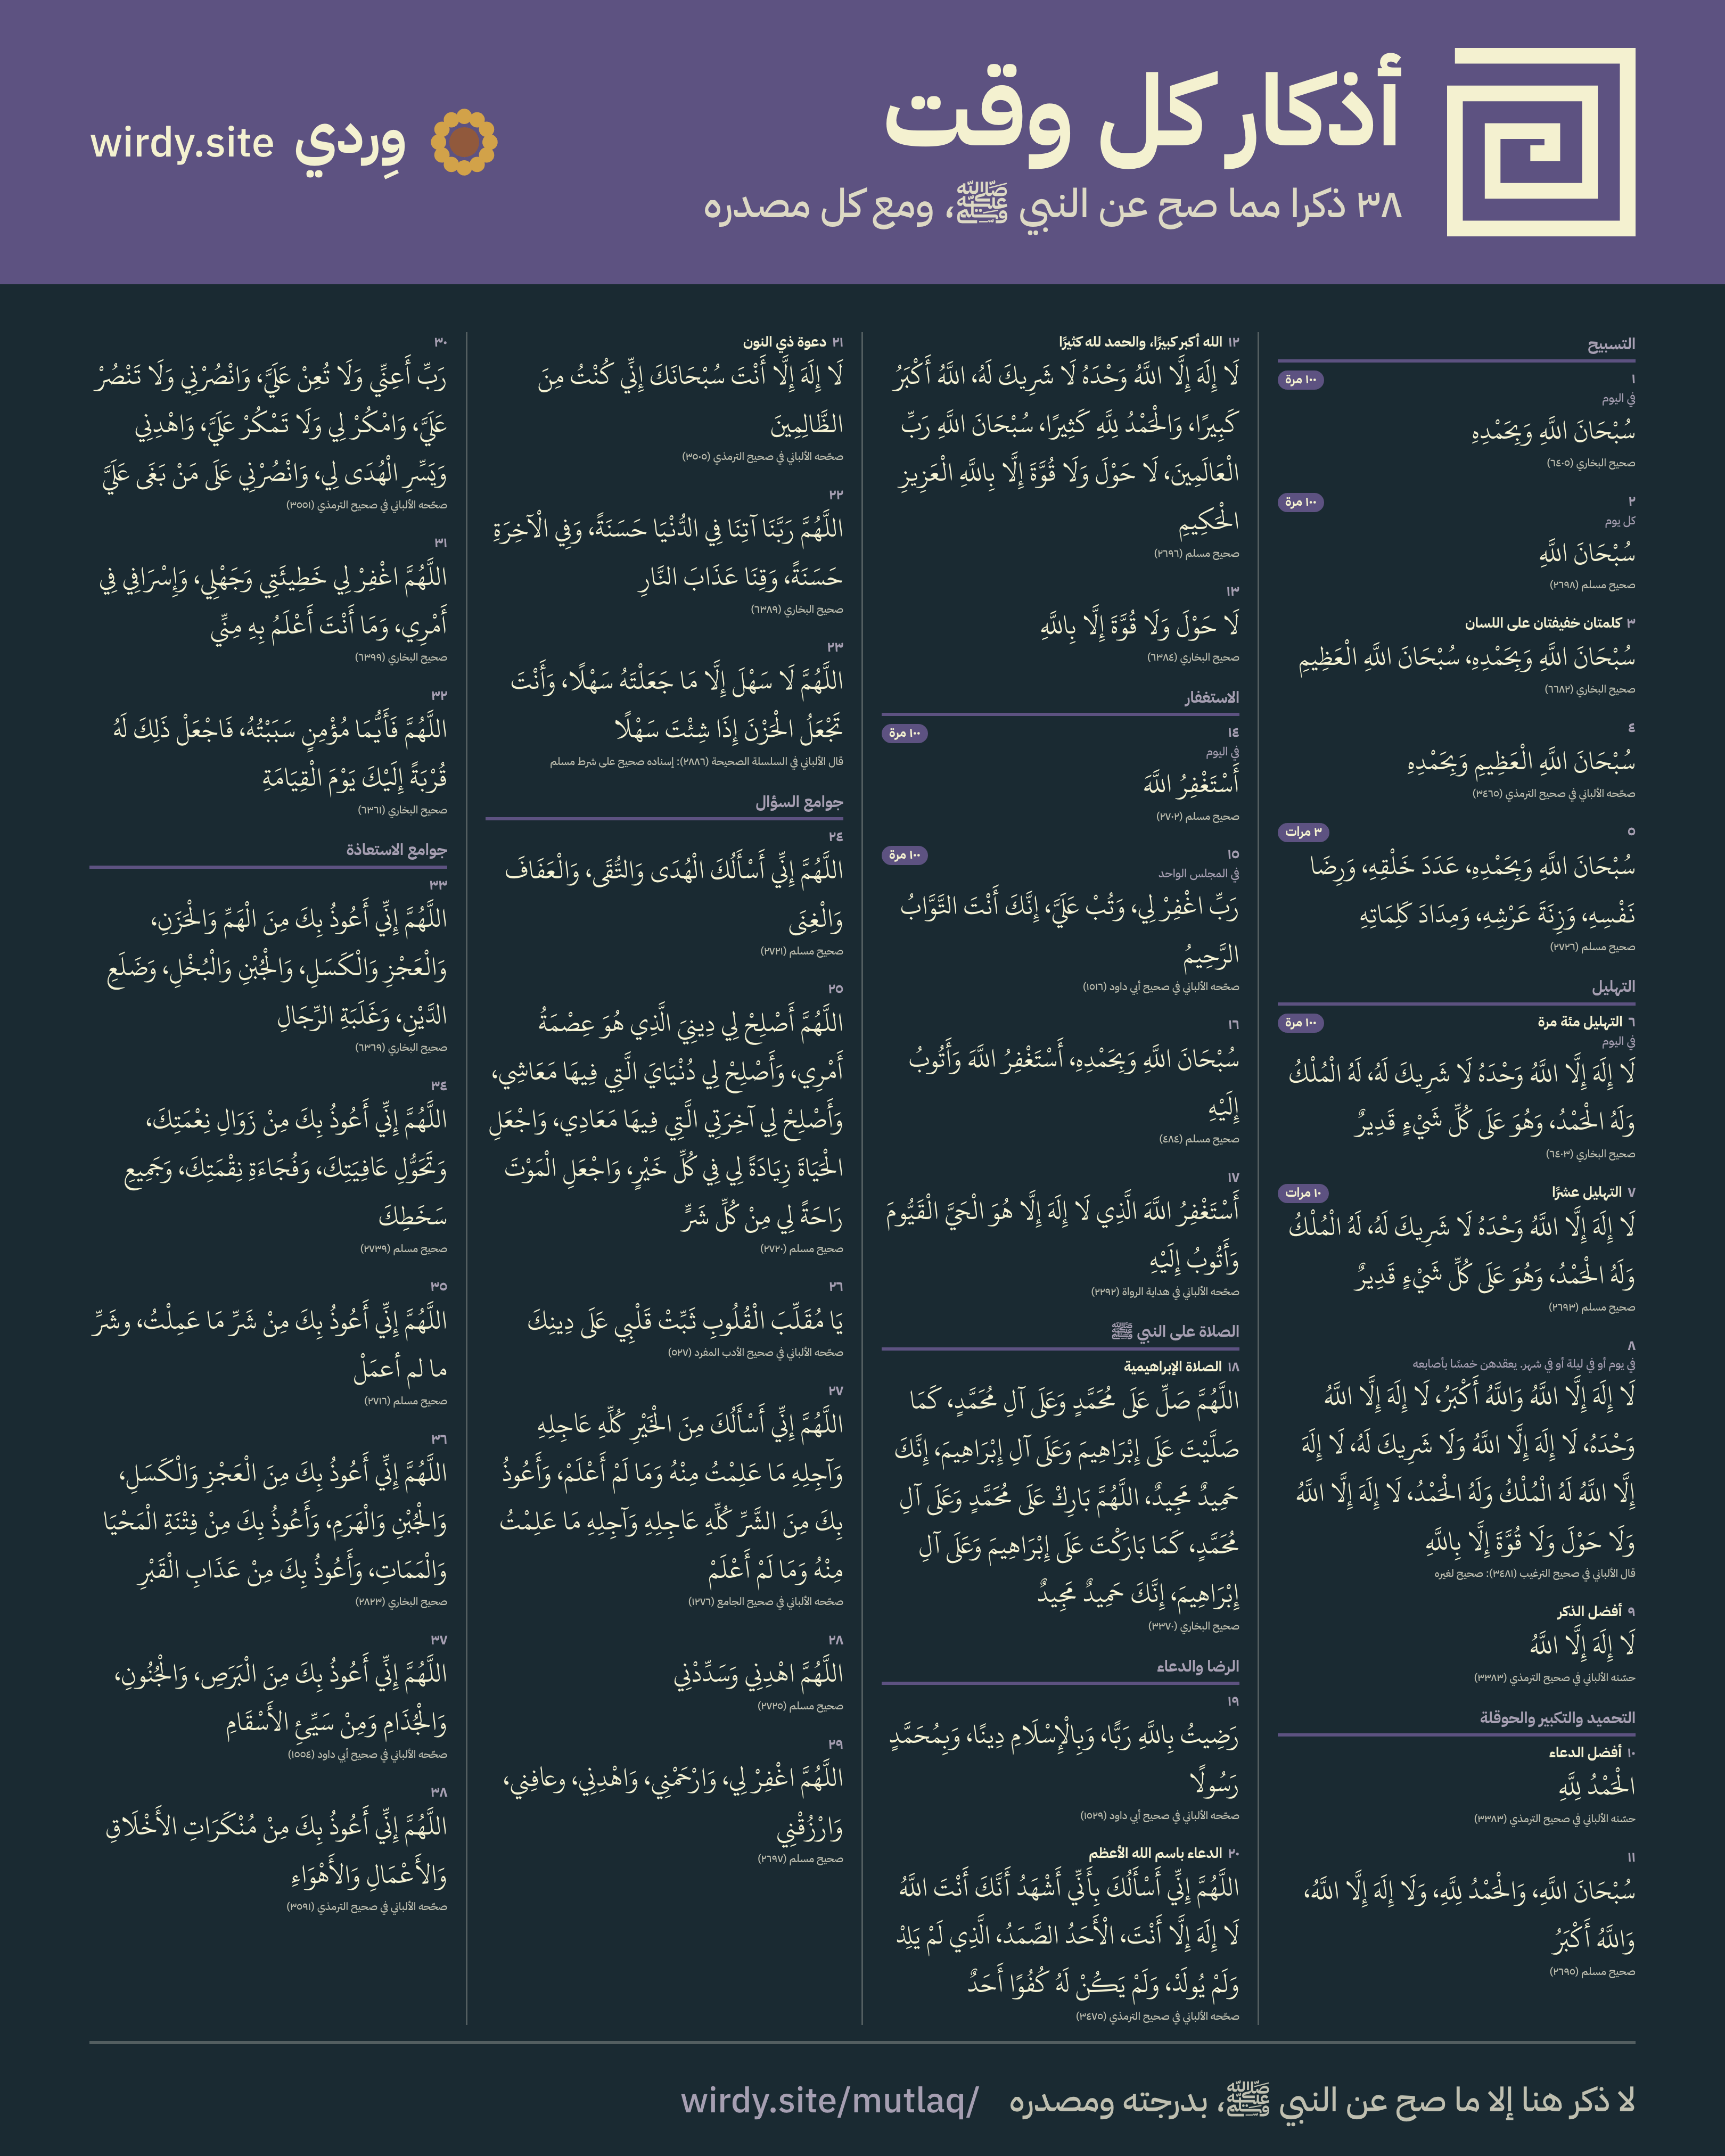 أذكار كل وقت
٣٨ ذكرا مما صح عن النبي ﷺ، ومع كل مصدره
وِردي wirdy.site
التسبيح
١
١٠٠ مرة
في اليوم
سُبْحَانَ اللَّهِ وَبِحَمْدِهِ
صحيح البخاري (٦٤٠٥)
٢
١٠٠ مرة
كل يوم
سُبْحَانَ اللَّهِ
صحيح مسلم (٢٦٩٨)
٣ كلمتان خفيفتان على اللسان
سُبْحَانَ اللَّهِ وَبِحَمْدِهِ، سُبْحَانَ اللَّهِ الْعَظِيمِ
صحيح البخاري (٦٦٨٢)
٤
سُبْحَانَ اللَّهِ الْعَظِيمِ وَبِحَمْدِهِ
صححه الألباني في صحيح الترمذي (٣٤٦٥)
٥
٣ مرات
سُبْحَانَ اللَّهِ وَبِحَمْدِهِ، عَدَدَ خَلْقِهِ، وَرِضَا
نَفْسِهِ، وَزِنَةَ عَرْشِهِ، وَمِدَادَ كَلِمَاتِهِ
صحيح مسلم (٢٧٢٦)
التهليل
٦ التهليل مئة مرة
١٠٠ مرة
في اليوم
لَا إِلَهَ إِلَّا اللَّهُ وَحْدَهُ لَا شَرِيكَ لَهُ، لَهُ الْمُلْكُ
وَلَهُ الْحَمْدُ، وَهُوَ عَلَى كُلِّ شَيْءٍ قَدِيرٌ
صحيح البخاري (٦٤٠٣)
٧ التهليل عشرًا
١٠ مرات
لَا إِلَهَ إِلَّا اللَّهُ وَحْدَهُ لَا شَرِيكَ لَهُ، لَهُ الْمُلْكُ
وَلَهُ الْحَمْدُ، وَهُوَ عَلَى كُلِّ شَيْءٍ قَدِيرٌ
صحيح مسلم (٢٦٩٣)
٨
في يوم أو في ليلة أو في شهر. يعقدهن خمسًا بأصابعه
لَا إِلَهَ إِلَّا اللَّهُ وَاللَّهُ أَكْبَرُ، لَا إِلَهَ إِلَّا اللَّهُ
وَحْدَهُ، لَا إِلَهَ إِلَّا اللَّهُ وَلَا شَرِيكَ لَهُ، لَا إِلَهَ
إِلَّا اللَّهُ لَهُ الْمُلْكُ وَلَهُ الْحَمْدُ، لَا إِلَهَ إِلَّا اللَّهُ
وَلَا حَوْلَ وَلَا قُوَّةَ إِلَّا بِاللَّهِ
قال الألباني في صحيح الترغيب (٣٤٨١): صحيح لغيره
٩ أفضل الذكر
لَا إِلَهَ إِلَّا اللَّهُ
حسّنه الألباني في صحيح الترمذي (٣٣٨٣)
التحميد والتكبير والحوقلة
١٠ أفضل الدعاء
الْحَمْدُ لِلَّهِ
حسّنه الألباني في صحيح الترمذي (٣٣٨٣)
١١
سُبْحَانَ اللَّهِ، وَالْحَمْدُ لِلَّهِ، وَلَا إِلَهَ إِلَّا اللَّهُ،
وَاللَّهُ أَكْبَرُ
صحيح مسلم (٢٦٩٥)
١٢ الله أكبر كبيرًا، والحمد لله كثيرًا
لَا إِلَهَ إِلَّا اللَّهُ وَحْدَهُ لَا شَرِيكَ لَهُ، اللَّهُ أَكْبَرُ
كَبِيرًا، وَالْحَمْدُ لِلَّهِ كَثِيرًا، سُبْحَانَ اللَّهِ رَبِّ
الْعَالَمِينَ، لَا حَوْلَ وَلَا قُوَّةَ إِلَّا بِاللَّهِ الْعَزِيزِ
الْحَكِيمِ
صحيح مسلم (٢٦٩٦)
١٣
لَا حَوْلَ وَلَا قُوَّةَ إِلَّا بِاللَّهِ
صحيح البخاري (٦٣٨٤)
الاستغفار
١٤
١٠٠ مرة
في اليوم
أَسْتَغْفِرُ اللَّهَ
صحيح مسلم (٢٧٠٢)
١٥
١٠٠ مرة
في المجلس الواحد
رَبِّ اغْفِرْ لِي، وَتُبْ عَلَيَّ، إِنَّكَ أَنْتَ التَّوَّابُ
الرَّحِيمُ
صححه الألباني في صحيح أبي داود (١٥١٦)
١٦
سُبْحَانَ اللَّهِ وَبِحَمْدِهِ، أَسْتَغْفِرُ اللَّهَ وَأَتُوبُ
إِلَيْهِ
صحيح مسلم (٤٨٤)
١٧
أَسْتَغْفِرُ اللَّهَ الَّذِي لَا إِلَهَ إِلَّا هُوَ الْحَيَّ الْقَيُّومَ
وَأَتُوبُ إِلَيْهِ
صححه الألباني في هداية الرواة (٢٢٩٢)
الصلاة على النبي ﷺ
١٨ الصلاة الإبراهيمية
اللَّهُمَّ صَلِّ عَلَى مُحَمَّدٍ وَعَلَى آلِ مُحَمَّدٍ، كَمَا
صَلَّيْتَ عَلَى إِبْرَاهِيمَ وَعَلَى آلِ إِبْرَاهِيمَ، إِنَّكَ
حَمِيدٌ مَجِيدٌ، اللَّهُمَّ بَارِكْ عَلَى مُحَمَّدٍ وَعَلَى آلِ
مُحَمَّدٍ، كَمَا بَارَكْتَ عَلَى إِبْرَاهِيمَ وَعَلَى آلِ
إِبْرَاهِيمَ، إِنَّكَ حَمِيدٌ مَجِيدٌ
صحيح البخاري (٣٣٧٠)
الرضا والدعاء
١٩
رَضِيتُ بِاللَّهِ رَبًّا، وَبِالْإِسْلَامِ دِينًا، وَبِمُحَمَّدٍ
رَسُولًا
صححه الألباني في صحيح أبي داود (١٥٢٩)
٢٠ الدعاء باسم الله الأعظم
اللَّهُمَّ إِنِّي أَسْأَلُكَ بِأَنِّي أَشْهَدُ أَنَّكَ أَنْتَ اللَّهُ
لَا إِلَهَ إِلَّا أَنْتَ، الْأَحَدُ الصَّمَدُ، الَّذِي لَمْ يَلِدْ
وَلَمْ يُولَدْ، وَلَمْ يَكُنْ لَهُ كُفُوًا أَحَدٌ
صححه الألباني في صحيح الترمذي (٣٤٧٥)
٢١ دعوة ذي النون
لَا إِلَهَ إِلَّا أَنْتَ سُبْحَانَكَ إِنِّي كُنْتُ مِنَ
الظَّالِمِينَ
صححه الألباني في صحيح الترمذي (٣٥٠٥)
٢٢
اللَّهُمَّ رَبَّنَا آتِنَا فِي الدُّنْيَا حَسَنَةً، وَفِي الْآخِرَةِ
حَسَنَةً، وَقِنَا عَذَابَ النَّارِ
صحيح البخاري (٦٣٨٩)
٢٣
اللَّهُمَّ لَا سَهْلَ إِلَّا مَا جَعَلْتَهُ سَهْلًا، وَأَنْتَ
تَجْعَلُ الْحَزْنَ إِذَا شِئْتَ سَهْلًا
قال الألباني في السلسلة الصحيحة (٢٨٨٦): إسناده صحيح على شرط مسلم
جوامع السؤال
٢٤
اللَّهُمَّ إِنِّي أَسْأَلُكَ الْهُدَى وَالتُّقَى، وَالْعَفَافَ
وَالْغِنَى
صحيح مسلم (٢٧٢١)
٢٥
اللَّهُمَّ أَصْلِحْ لِي دِينِيَ الَّذِي هُوَ عِصْمَةُ
أَمْرِي، وَأَصْلِحْ لِي دُنْيَايَ الَّتِي فِيهَا مَعَاشِي،
وَأَصْلِحْ لِي آخِرَتِي الَّتِي فِيهَا مَعَادِي، وَاجْعَلِ
الْحَيَاةَ زِيَادَةً لِي فِي كُلِّ خَيْرٍ، وَاجْعَلِ الْمَوْتَ
رَاحَةً لِي مِنْ كُلِّ شَرٍّ
صحيح مسلم (٢٧٢٠)
٢٦
يَا مُقَلِّبَ الْقُلُوبِ ثَبِّتْ قَلْبِي عَلَى دِينِكَ
صححه الألباني في صحيح الأدب المفرد (٥٢٧)
٢٧
اللَّهُمَّ إِنِّي أَسْأَلُكَ مِنَ الْخَيْرِ كُلِّهِ عَاجِلِهِ
وَآجِلِهِ مَا عَلِمْتُ مِنْهُ وَمَا لَمْ أَعْلَمْ، وَأَعُوذُ
بِكَ مِنَ الشَّرِّ كُلِّهِ عَاجِلِهِ وَآجِلِهِ مَا عَلِمْتُ
مِنْهُ وَمَا لَمْ أَعْلَمْ
صححه الألباني في صحيح الجامع (١٢٧٦)
٢٨
اللَّهُمَّ اهْدِنِي وَسَدِّدْنِي
صحيح مسلم (٢٧٢٥)
٢٩
اللَّهُمَّ اغْفِرْ لِي، وَارْحَمْنِي، وَاهْدِنِي، وعافِنِي،
وَارْزُقْنِي
صحيح مسلم (٢٦٩٧)
٣٠
رَبِّ أَعِنِّي وَلَا تُعِنْ عَلَيَّ، وَانْصُرْنِي وَلَا تَنْصُرْ
عَلَيَّ، وَامْكُرْ لِي وَلَا تَمْكُرْ عَلَيَّ، وَاهْدِنِي
وَيَسِّرِ الْهُدَى لِي، وَانْصُرْنِي عَلَى مَنْ بَغَى عَلَيَّ
صححه الألباني في صحيح الترمذي (٣٥٥١)
٣١
اللَّهُمَّ اغْفِرْ لِي خَطِيئَتِي وَجَهْلِي، وَإِسْرَافِي فِي
أَمْرِي، وَمَا أَنْتَ أَعْلَمُ بِهِ مِنِّي
صحيح البخاري (٦٣٩٩)
٣٢
اللَّهُمَّ فَأَيُّمَا مُؤْمِنٍ سَبَبْتُهُ، فَاجْعَلْ ذَلِكَ لَهُ
قُرْبَةً إِلَيْكَ يَوْمَ الْقِيَامَةِ
صحيح البخاري (٦٣٦١)
جوامع الاستعاذة
٣٣
اللَّهُمَّ إِنِّي أَعُوذُ بِكَ مِنَ الْهَمِّ وَالْحَزَنِ،
وَالْعَجْزِ وَالْكَسَلِ، وَالْجُبْنِ وَالْبُخْلِ، وَضَلَعِ
الدَّيْنِ، وَغَلَبَةِ الرِّجَالِ
صحيح البخاري (٦٣٦٩)
٣٤
اللَّهُمَّ إِنِّي أَعُوذُ بِكَ مِنْ زَوَالِ نِعْمَتِكَ،
وَتَحَوُّلِ عَافِيَتِكَ، وَفُجَاءَةِ نِقْمَتِكَ، وَجَمِيعِ
سَخَطِكَ
صحيح مسلم (٢٧٣٩)
٣٥
اللَّهُمَّ إِنِّي أَعُوذُ بِكَ مِنْ شَرِّ مَا عَمِلْتُ، وشَرِّ
ما لم أعمَلْ
صحيح مسلم (٢٧١٦)
٣٦
اللَّهُمَّ إِنِّي أَعُوذُ بِكَ مِنَ الْعَجْزِ وَالْكَسَلِ،
وَالْجُبْنِ وَالْهَرَمِ، وَأَعُوذُ بِكَ مِنْ فِتْنَةِ الْمَحْيَا
وَالْمَمَاتِ، وَأَعُوذُ بِكَ مِنْ عَذَابِ الْقَبْرِ
صحيح البخاري (٢٨٢٣)
٣٧
اللَّهُمَّ إِنِّي أَعُوذُ بِكَ مِنَ الْبَرَصِ، وَالْجُنُونِ،
وَالْجُذَامِ وَمِنْ سَيِّئِ الأَسْقَامِ
صححه الألباني في صحيح أبي داود (١٥٥٤)
٣٨
اللَّهُمَّ إِنِّي أَعُوذُ بِكَ مِنْ مُنْكَرَاتِ الأَخْلَاقِ
وَالأَعْمَالِ وَالأَهْوَاءِ
صححه الألباني في صحيح الترمذي (٣٥٩١)
لا ذكر هنا إلا ما صح عن النبي ﷺ، بدرجته ومصدره wirdy.site/mutlaq/